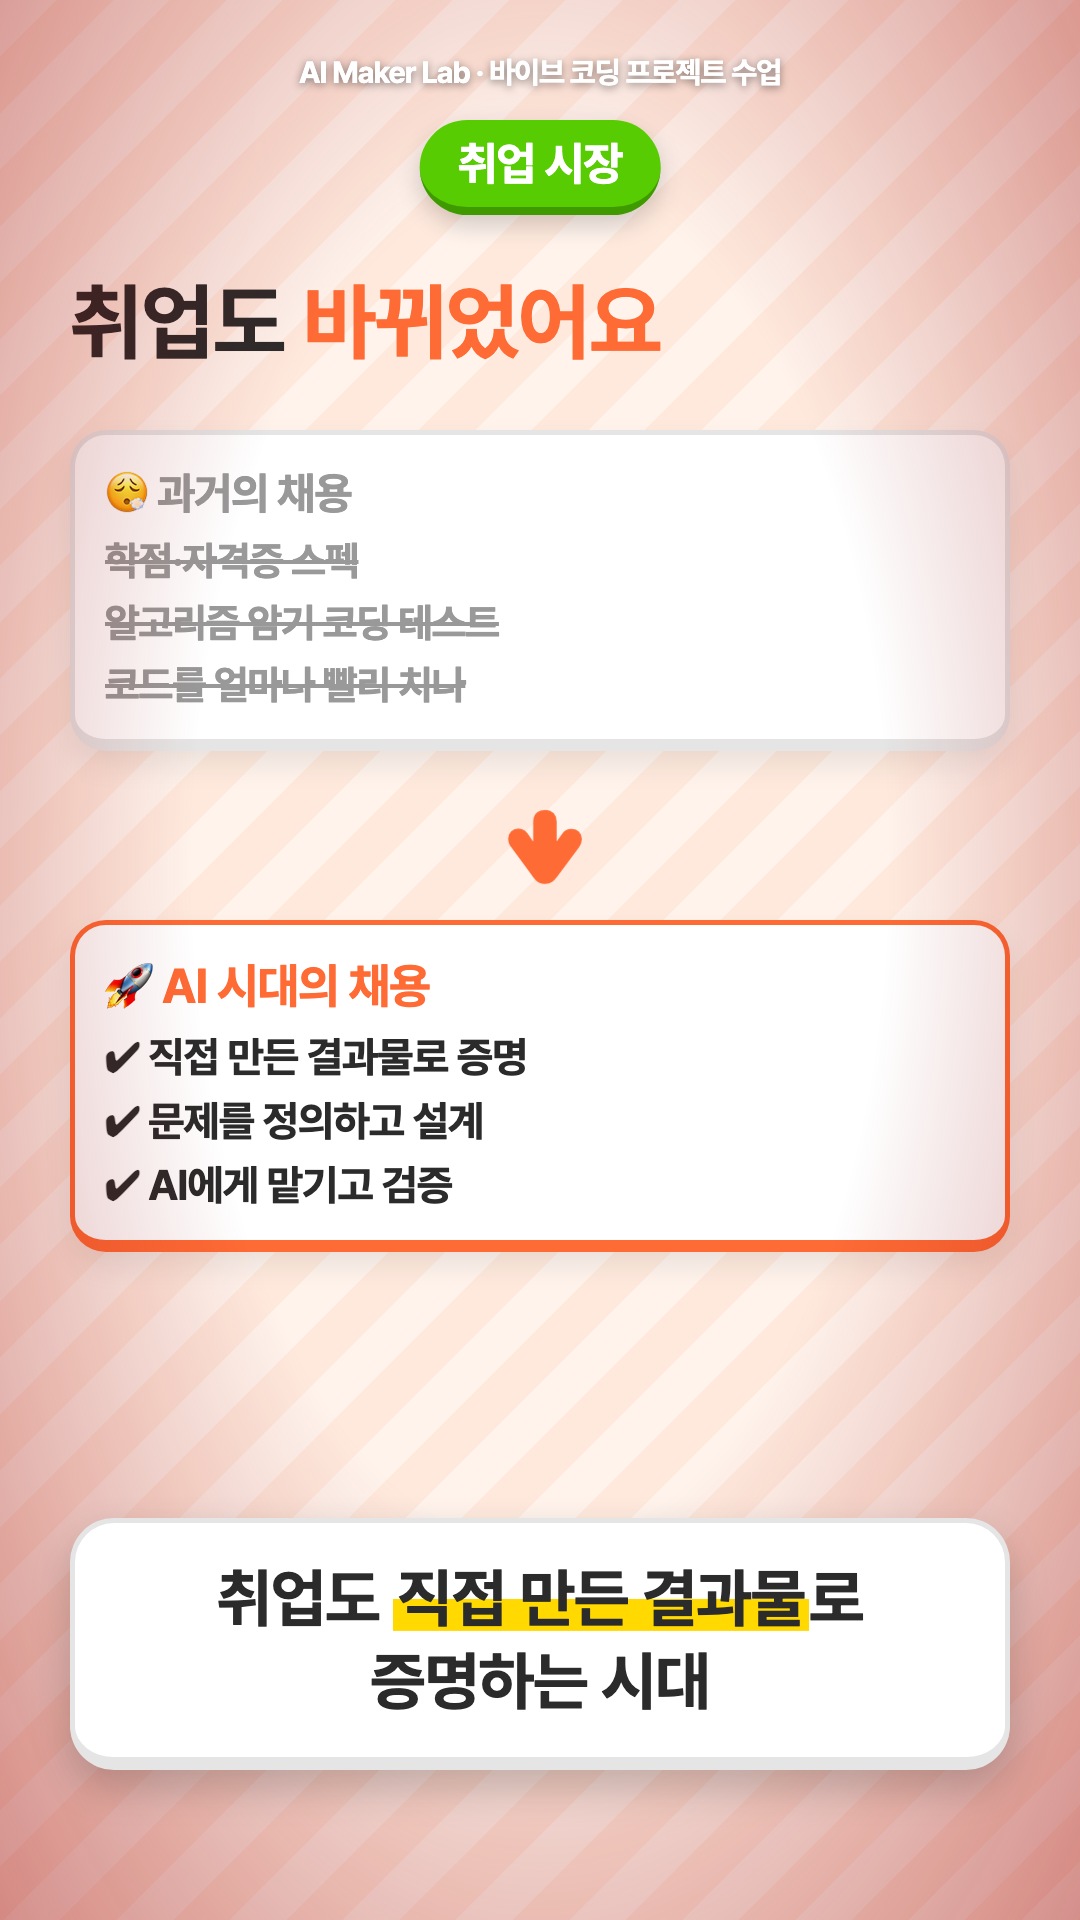 AI Maker Lab · 바이브 코딩 프로젝트 수업
취업 시장
취업도 바뀌었어요
과거의 채용
학점·자격증 스펙
알고리즘 암기 코딩 테스트
코드를 얼마나 빨리 치나
AI 시대의 채용
✔ 직접 만든 결과물로 증명
✔ 문제를 정의하고 설계
✔ AI에게 맡기고 검증
취업도 직접 만든 결과물로
증명하는 시대